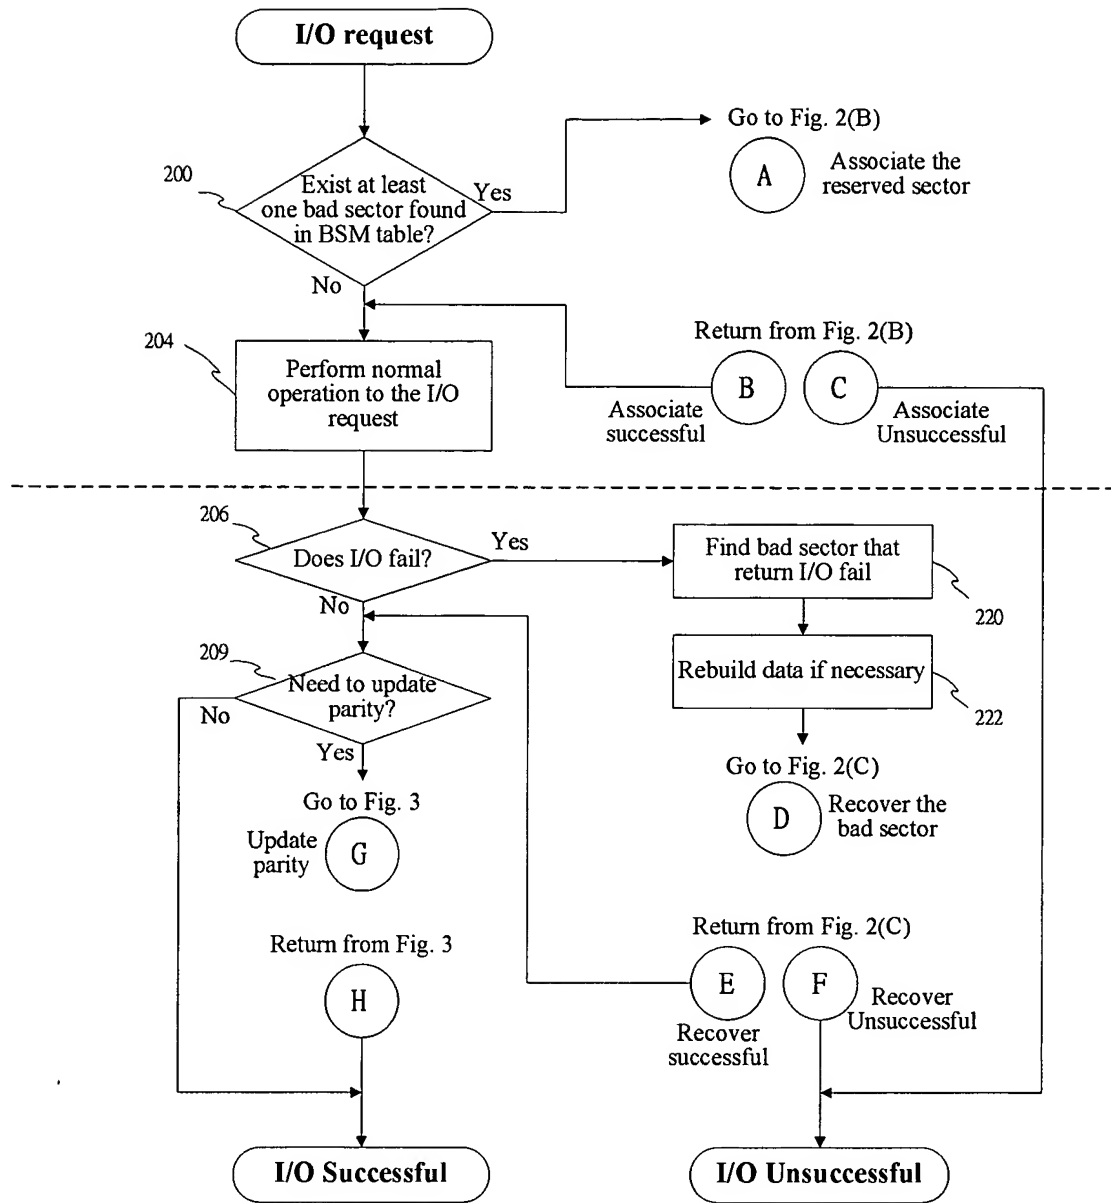 I/O request
Go to Fig. 2(B)
A
Associate the
reserved sector
200
Exist at least
one bad sector found
in BSM table?
Yes
No
Return from Fig. 2(B)
B
C
Associate
successful
Associate
Unsuccessful
204
Perform normal
operation to the I/O
request
206
Does I/O fail?
Yes
No
Find bad sector that
return I/O fail
220
Rebuild data if necessary
222
209
Need to update
parity?
No
Yes
Go to Fig. 2(C)
D
Recover the
bad sector
Go to Fig. 3
Update
parity
G
Return from Fig. 3
H
Return from Fig. 2(C)
E
F
Recover
successful
Recover
Unsuccessful
I/O Successful
I/O Unsuccessful